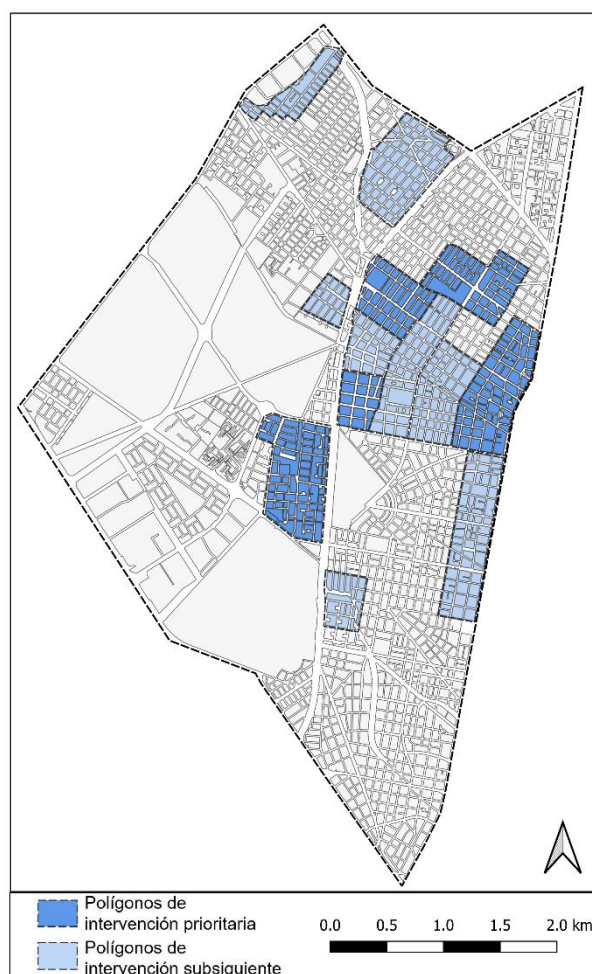 Polígonos de
intervención prioritaria
Polígonos de
intervención subsiguiente
0.0 0.5 1.0 1.5 2.0 km